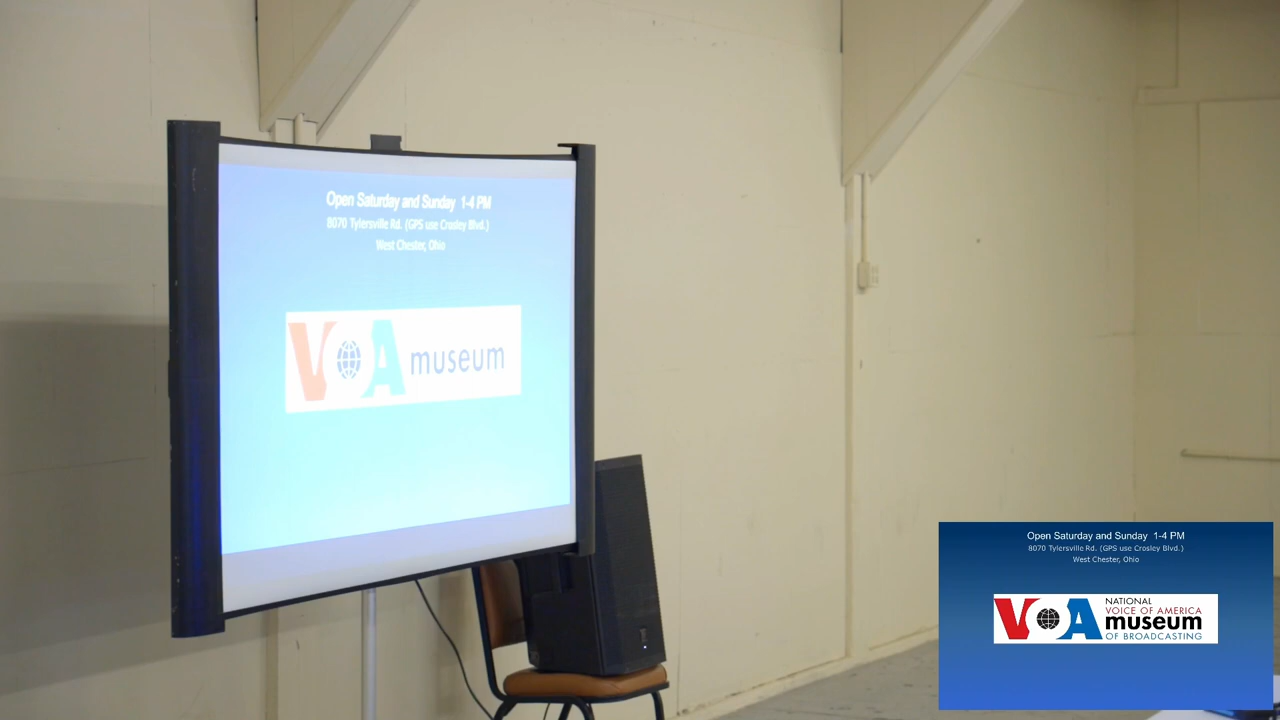 Open Saturday and Sunday 1-4 PM
8070 Tylersville Rd. (GPS use Crosley Blvd.)
West Chester, Ohio
VOA museum
Open Saturday and Sunday 1-4 PM
8070 Tylersville Rd. (GPS use Crosley Blvd.)
West Chester, Ohio
VOA
NATIONAL
VOICE OF AMERICA
museum
OF BROADCASTING